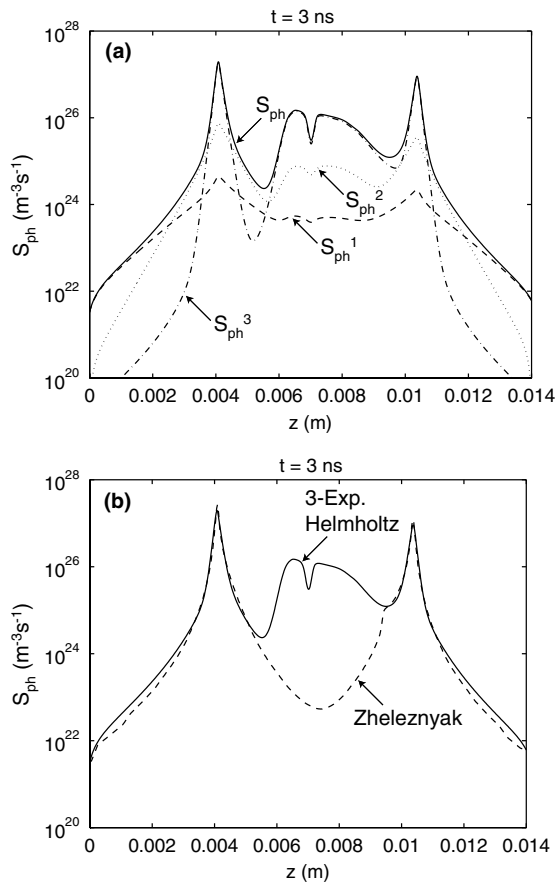 t = 3 ns
(a)
10^28
10^26
10^24
10^22
10^20
S_ph (m^-3 s^-1)
S_ph
S_ph^2
S_ph^1
S_ph^3
0 0.002 0.004 0.006 0.008 0.01 0.012 0.014
z (m)
t = 3 ns
(b)
10^28
10^26
10^24
10^22
10^20
S_ph (m^-3 s^-1)
3-Exp.
Helmholtz
Zheleznyak
0 0.002 0.004 0.006 0.008 0.01 0.012 0.014
z (m)